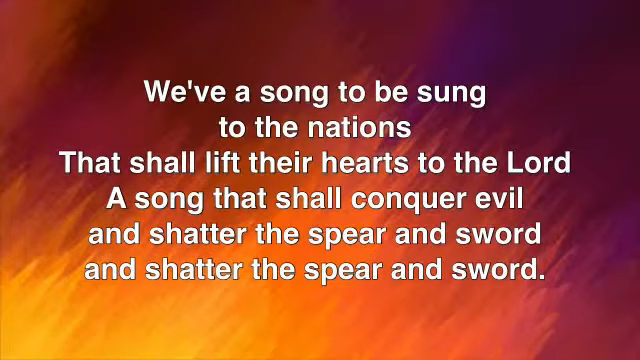 We've a song to be sung
to the nations
That shall lift their hearts to the Lord
A song that shall conquer evil
and shatter the spear and sword
and shatter the spear and sword.